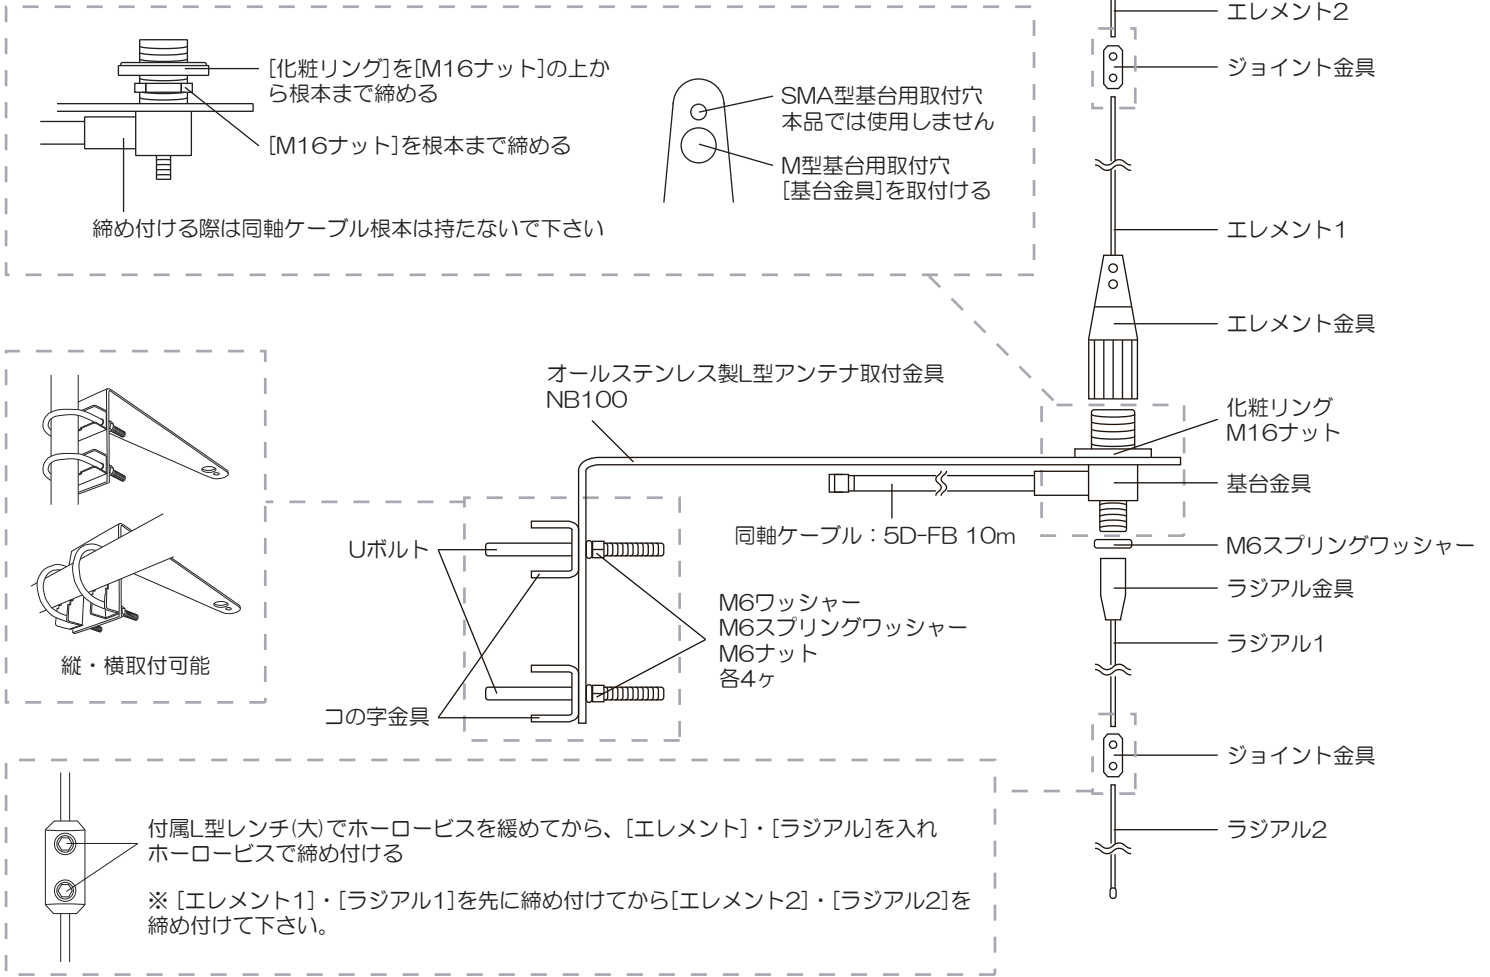 [化粧リング]を[M16ナット]の上か
ら根本まで締める
[M16ナット]を根本まで締める
締め付ける際は同軸ケーブル根本は持たないで下さい
SMA型基台用取付穴
本品では使用しません
M型基台用取付穴
[基台金具]を取付ける
エレメント2
ジョイント金具
エレメント1
エレメント金具
オールステンレス製L型アンテナ取付金具
NB100
化粧リング
M16ナット
基台金具
同軸ケーブル：5D-FB 10m
M6スプリングワッシャー
ラジアル金具
ラジアル1
Uボルト
コの字金具
M6ワッシャー
M6スプリングワッシャー
M6ナット
各4ヶ
縦・横取付可能
ジョイント金具
ラジアル2
付属L型レンチ(大)でホーロービスを緩めてから、[エレメント]・[ラジアル]を入れ
ホーロービスで締め付ける
※ [エレメント1]・[ラジアル1]を先に締め付けてから[エレメント2]・[ラジアル2]を
締め付けて下さい。